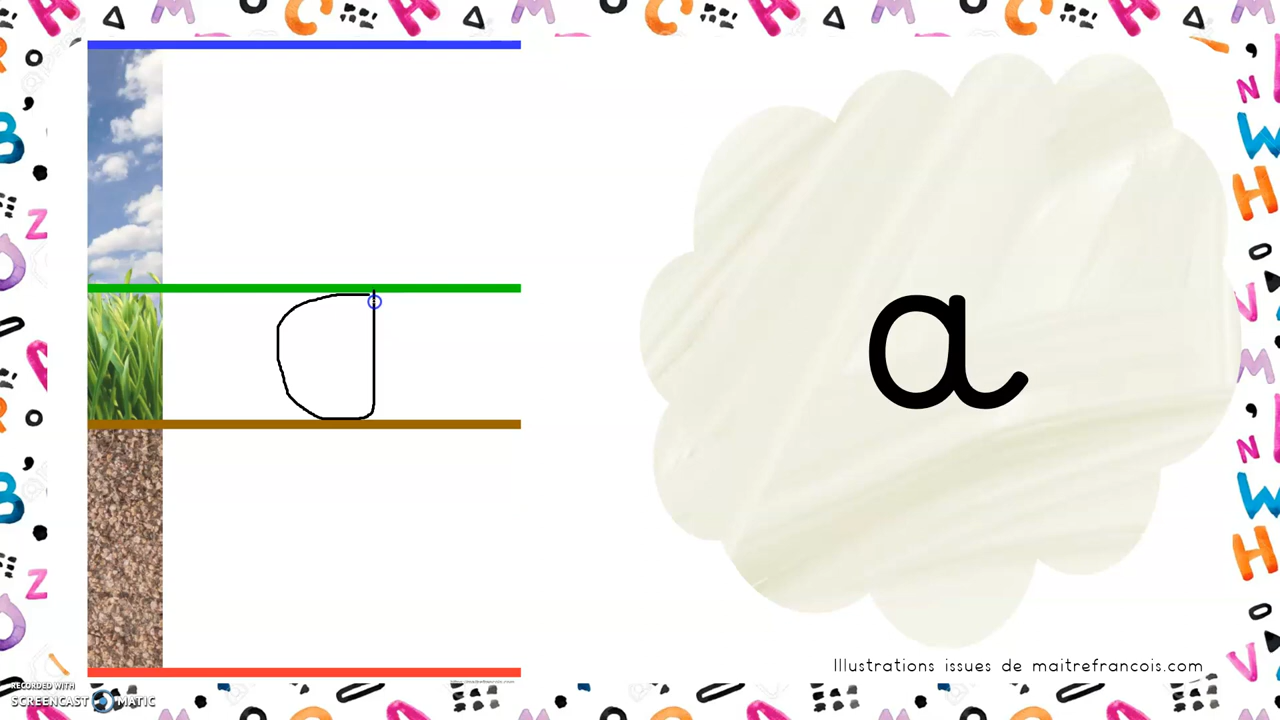 a
a
Illustrations issues de maitrefrancois.com
RECORDED WITH
SCREENCAST MATIC